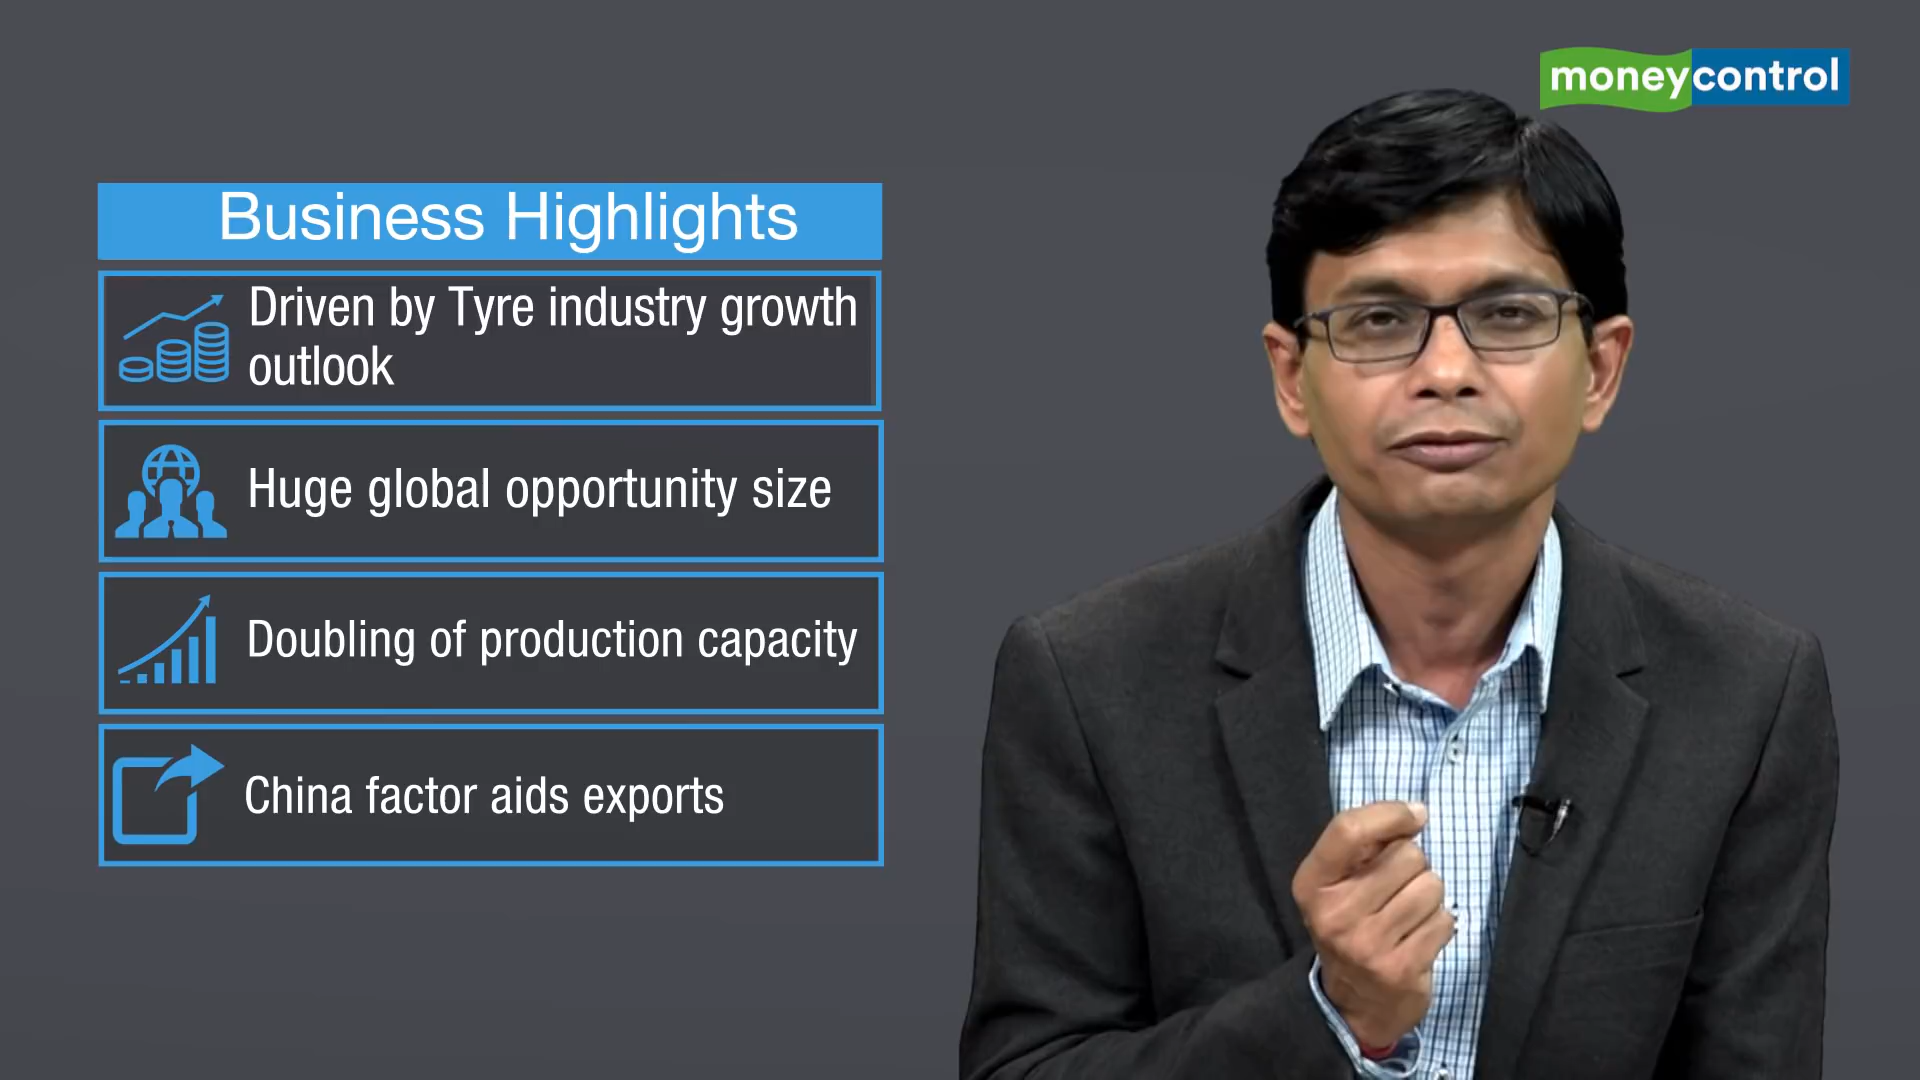 moneycontrol
Business Highlights
Driven by Tyre industry growth
outlook
Huge global opportunity size
Doubling of production capacity
China factor aids exports